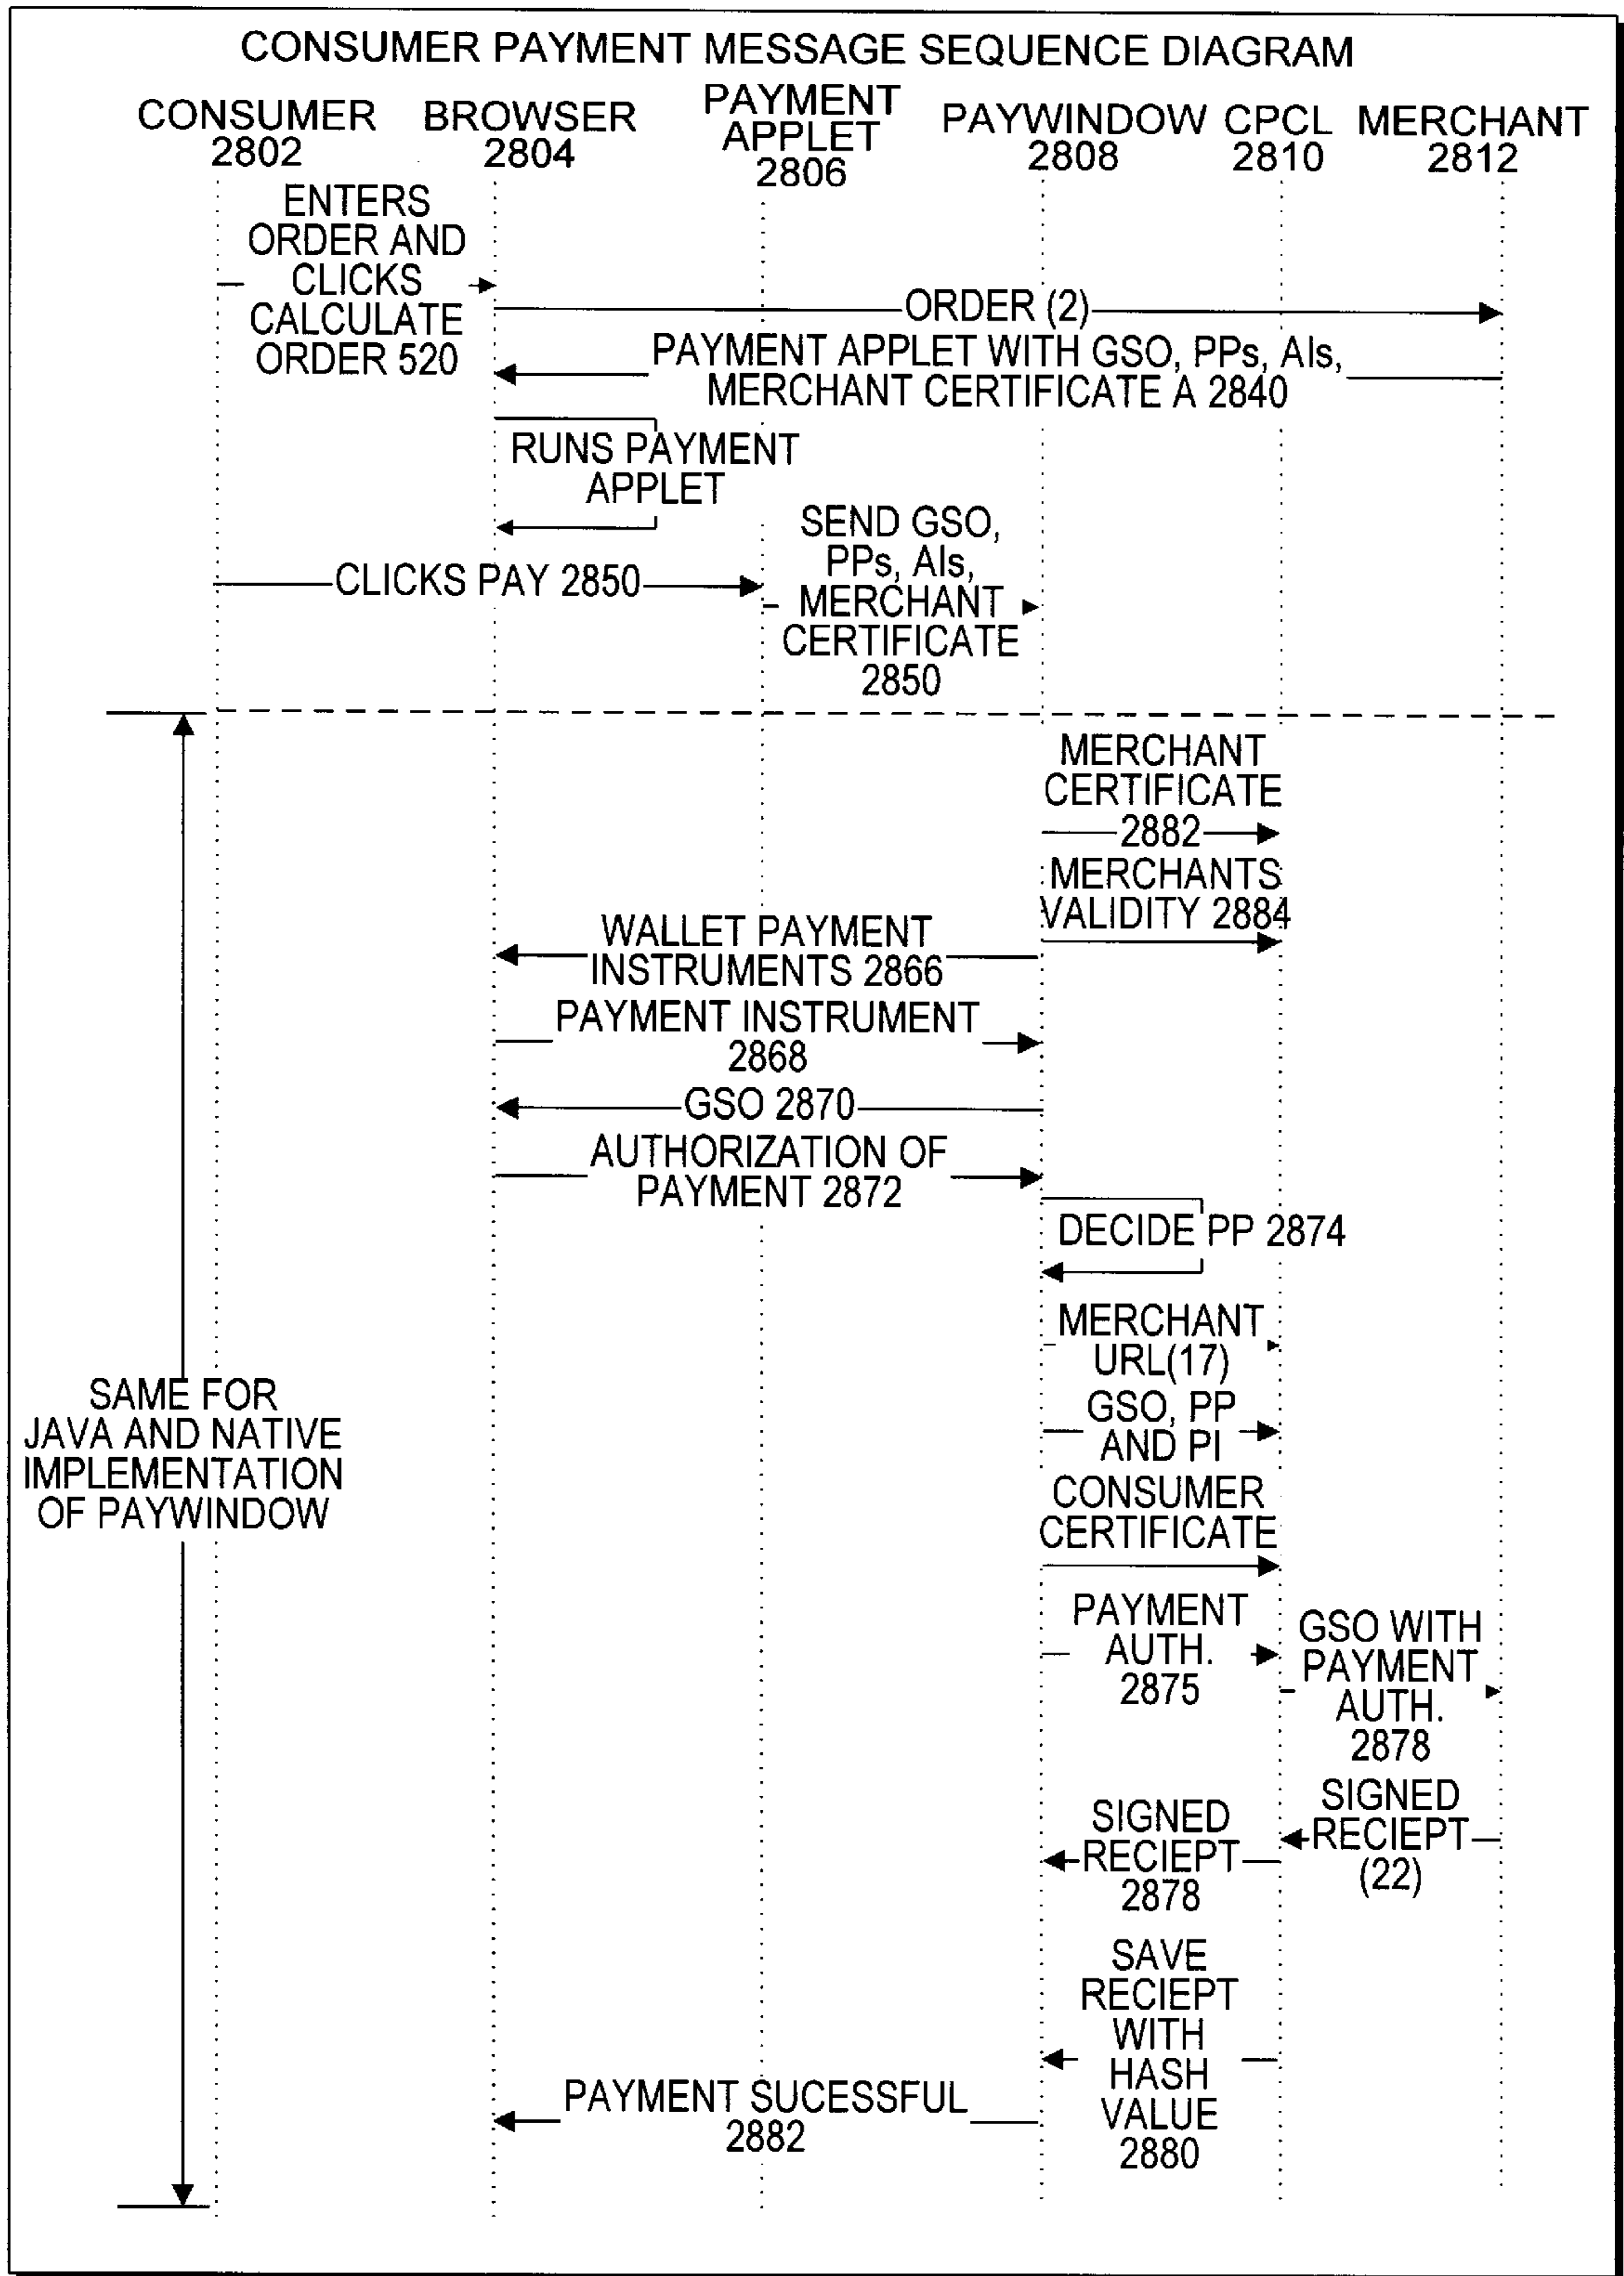 CONSUMER PAYMENT MESSAGE SEQUENCE DIAGRAM
CONSUMER
2802
BROWSER
2804
PAYMENT
APPLET
2806
PAYWINDOW
2808
CPCL
2810
MERCHANT
2812
ENTERS
ORDER AND
CLICKS
CALCULATE
ORDER 520
ORDER (2)
PAYMENT APPLET WITH GSO, PPs, AIs,
MERCHANT CERTIFICATE A 2840
RUNS PAYMENT
APPLET
CLICKS PAY 2850
SEND GSO,
PPs, AIs,
MERCHANT
CERTIFICATE
2850
MERCHANT
CERTIFICATE
2882
MERCHANTS
VALIDITY 2884
WALLET PAYMENT
INSTRUMENTS 2866
PAYMENT INSTRUMENT
2868
GSO 2870
AUTHORIZATION OF
PAYMENT 2872
DECIDE PP 2874
MERCHANT
URL(17)
GSO, PP
AND PI
CONSUMER
CERTIFICATE
SAME FOR
JAVA AND NATIVE
IMPLEMENTATION
OF PAYWINDOW
PAYMENT
AUTH.
2875
GSO WITH
PAYMENT
AUTH.
2878
SIGNED
RECIEPT
(22)
SIGNED
RECIEPT
2878
SAVE
RECIEPT
WITH
HASH
VALUE
2880
PAYMENT SUCESSFUL
2882